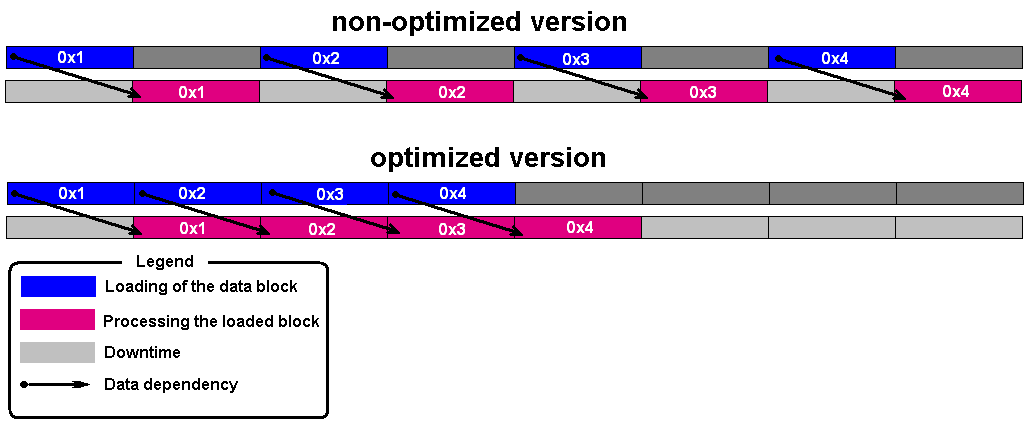 non-optimized version
0x1 0x2 0x3 0x4
0x1 0x2 0x3 0x4
optimized version
0x1 0x2 0x3 0x4
0x1 0x2 0x3 0x4
Legend
Loading of the data block
Processing the loaded block
Downtime
Data dependency